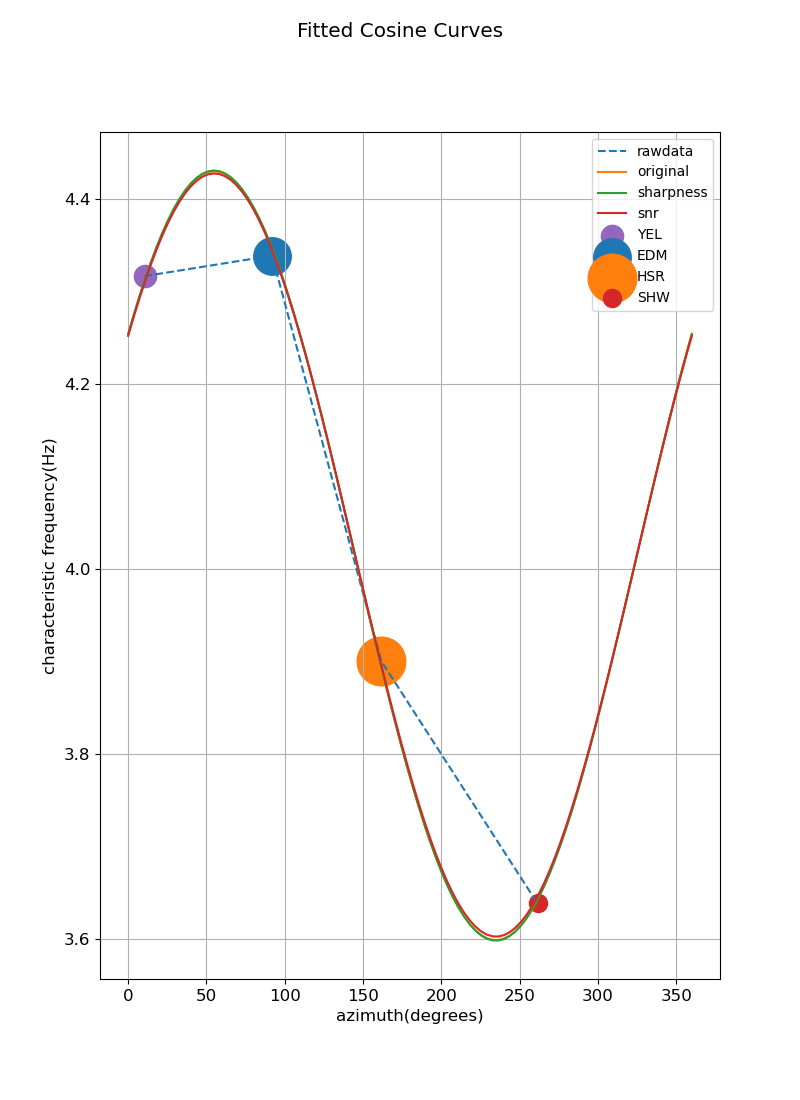 Fitted Cosine Curves
rawdata
original
sharpness
snr
YEL
EDM
HSR
SHW
4.4
4.2
4.0
3.8
3.6
characteristic frequency(Hz)
0 50 100 150 200 250 300 350
azimuth(degrees)